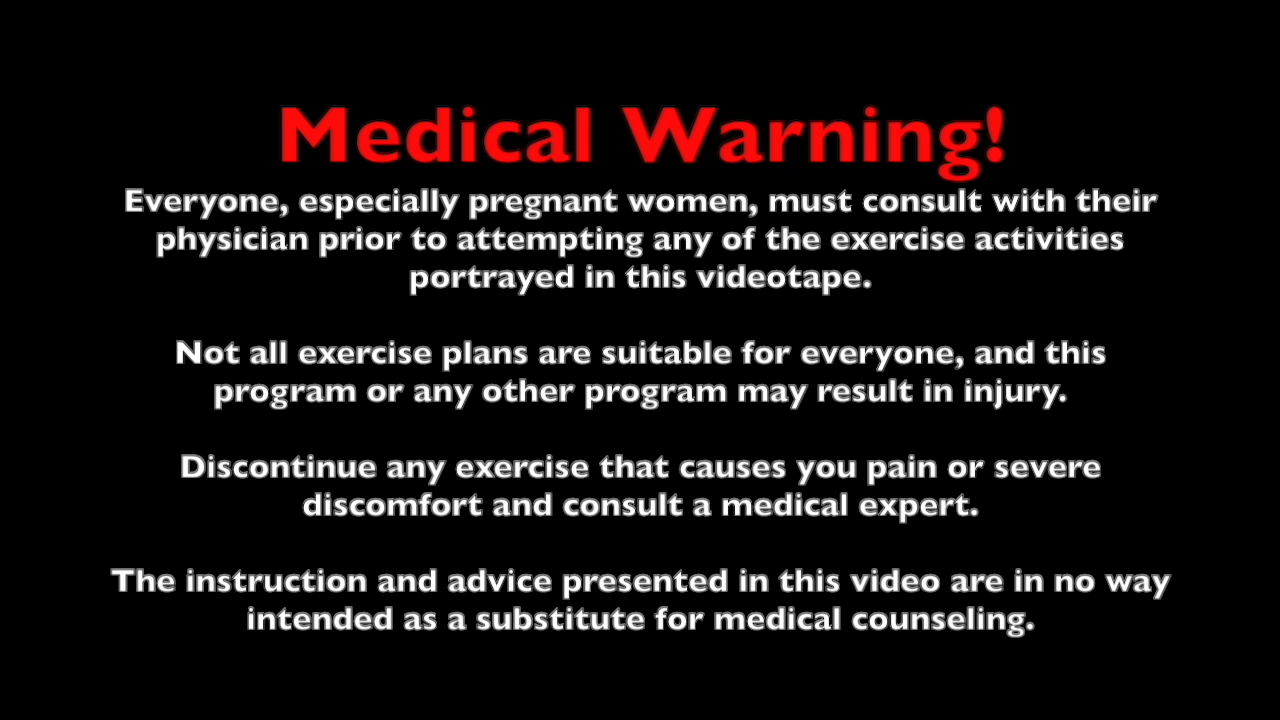 Medical Warning!
Everyone, especially pregnant women, must consult with their
physician prior to attempting any of the exercise activities
portrayed in this videotape.
Not all exercise plans are suitable for everyone, and this
program or any other program may result in injury.
Discontinue any exercise that causes you pain or severe
discomfort and consult a medical expert.
The instruction and advice presented in this video are in no way
intended as a substitute for medical counseling.